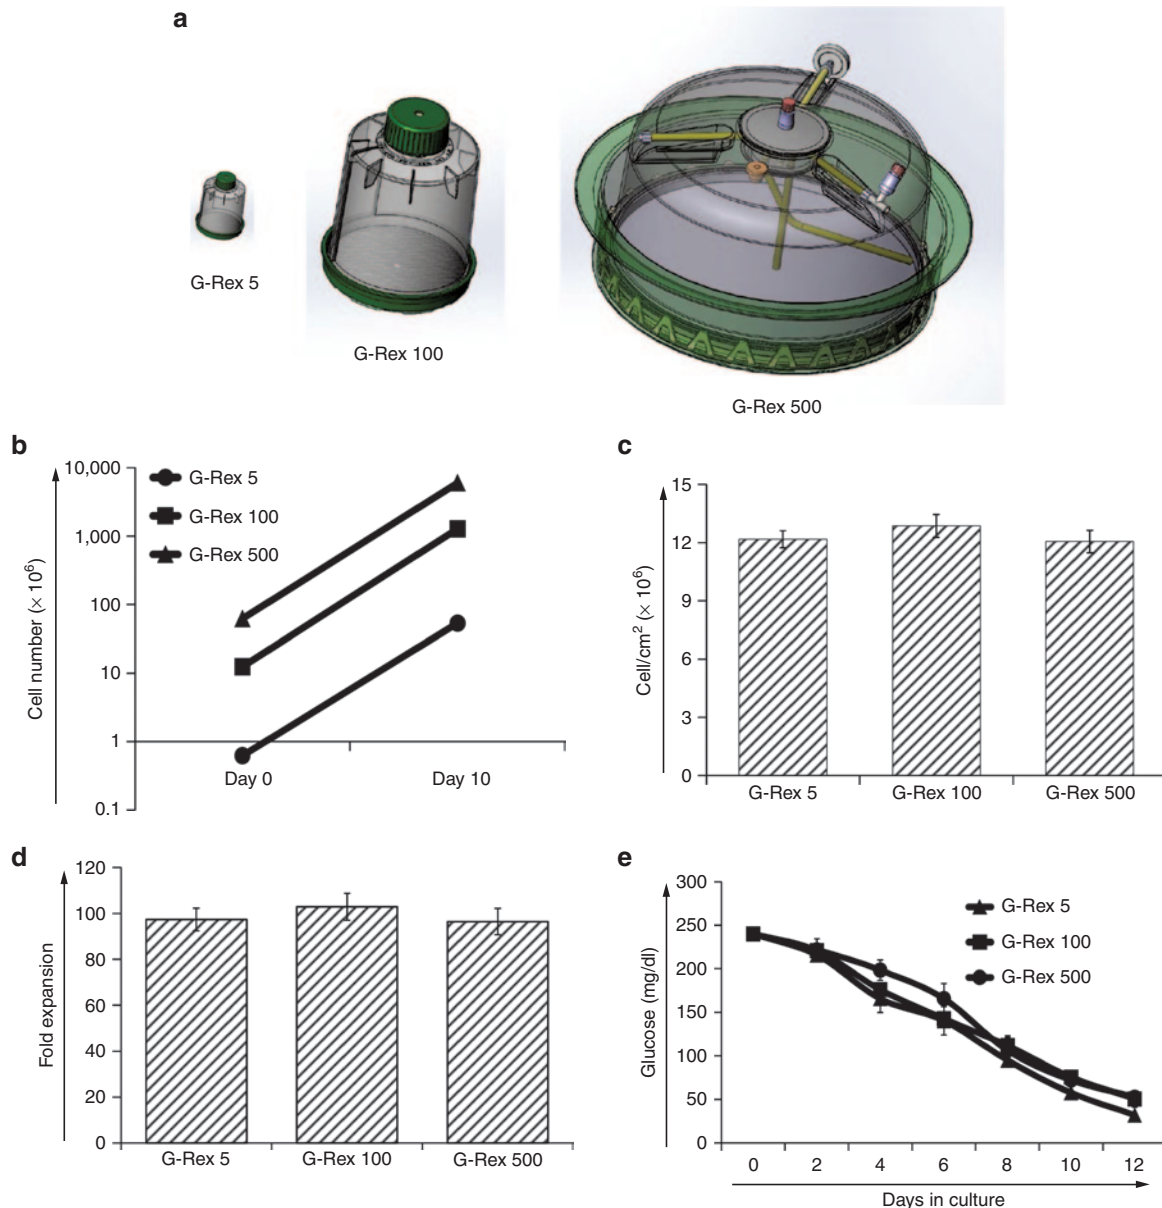 a
G-Rex 5
G-Rex 100
G-Rex 500
b
Cell number (× 10⁶)
10,000
1,000
100
10
1
0.1
G-Rex 5
G-Rex 100
G-Rex 500
Day 0
Day 10
c
Cell/cm² (× 10⁶)
15
12
9
6
3
0
G-Rex 5
G-Rex 100
G-Rex 500
d
Fold expansion
120
100
80
60
40
20
0
G-Rex 5
G-Rex 100
G-Rex 500
e
Glucose (mg/dl)
300
250
200
150
100
50
0
G-Rex 5
G-Rex 100
G-Rex 500
0 2 4 6 8 10 12
Days in culture